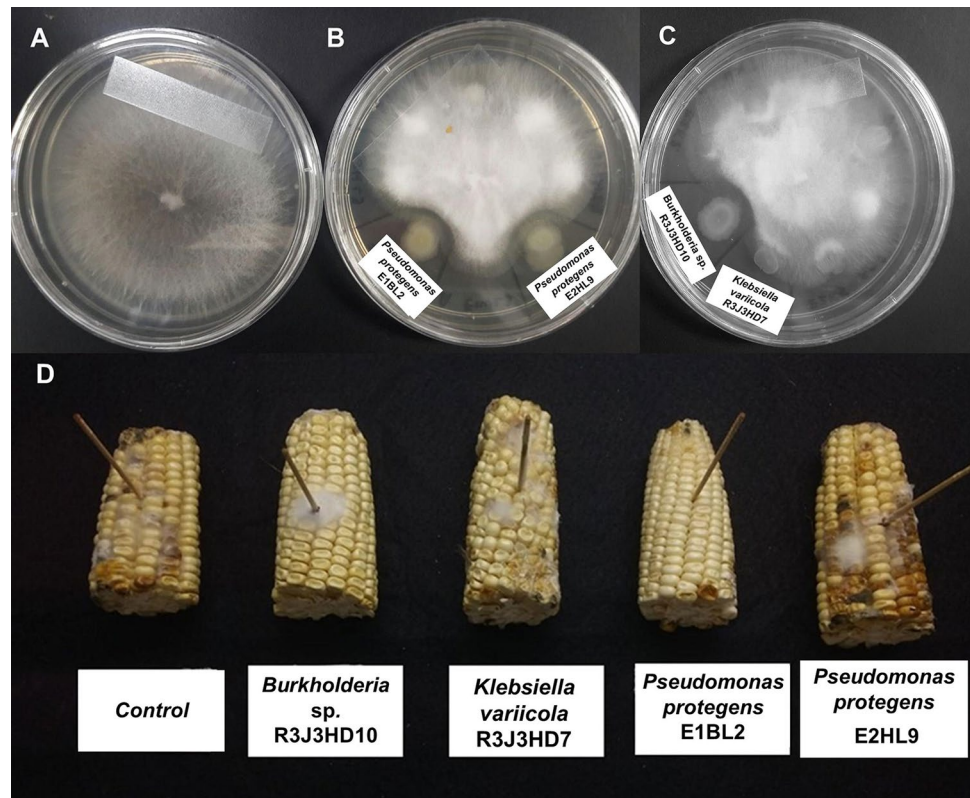 A
B
C
Pseudomonas
protegens
E1BL2
Pseudomonas
protegens
E2HL9
Burkholderia sp.
R3J3HD10
Klebsiella
variicola
R3J3HD7
D
Control
Burkholderia
sp.
R3J3HD10
Klebsiella
variicola
R3J3HD7
Pseudomonas
protegens
E1BL2
Pseudomonas
protegens
E2HL9